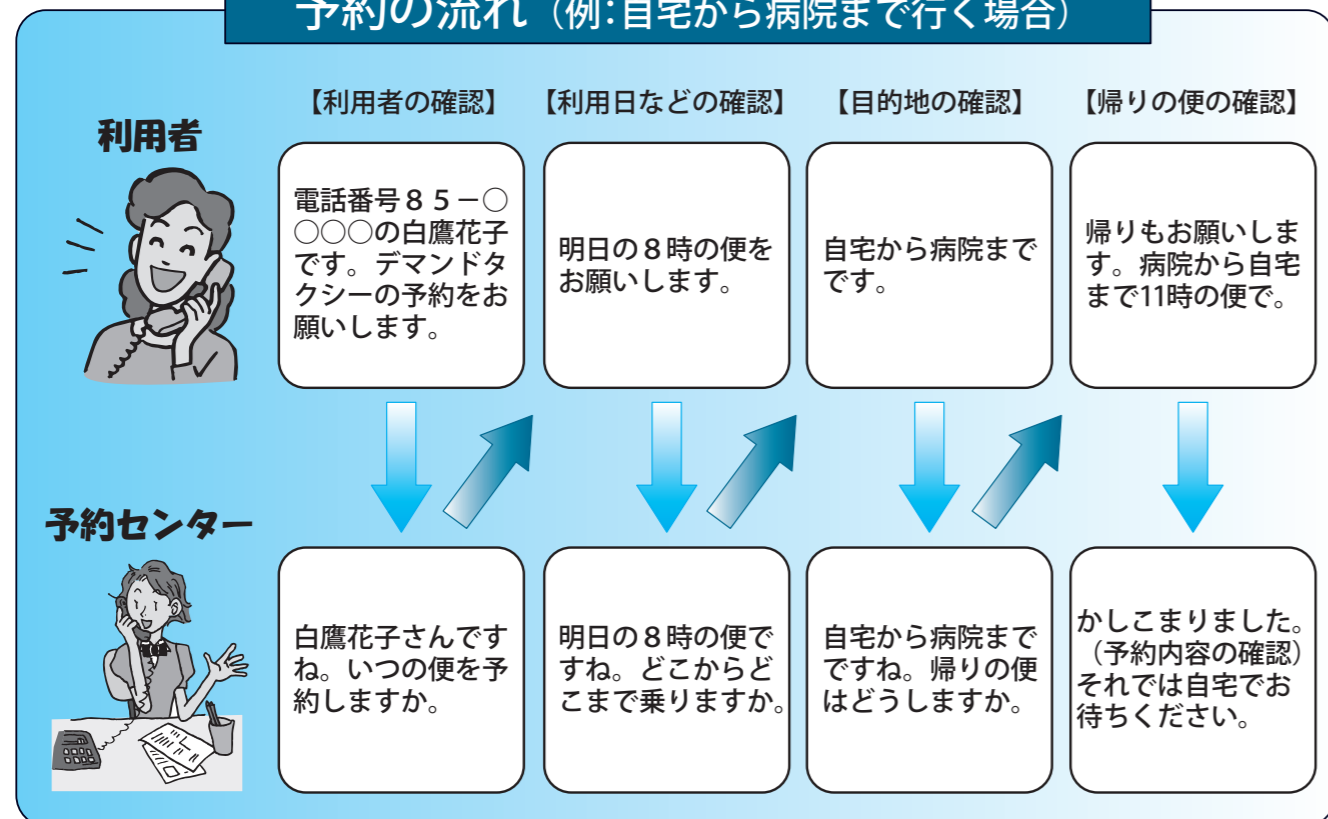 予約の流れ（例：自宅から病院まで行く場合）
利用者
【利用者の確認】
電話番号８５－○
○○○の白鷹花子
です。デマンドタ
クシーの予約をお
願いします。
【利用日などの確認】
明日の８時の便を
お願いします。
【目的地の確認】
自宅から病院まで
です。
【帰りの便の確認】
帰りもお願いしま
す。病院から自宅
まで11時の便で。
予約センター
白鷹花子さんです
ね。いつの便を予
約しますか。
明日の８時の便で
すね。どこからど
こまで乗りますか。
自宅から病院まで
ですね。帰りの便
はどうしますか。
かしこまりました。
（予約内容の確認）
それでは自宅でお
待ちください。